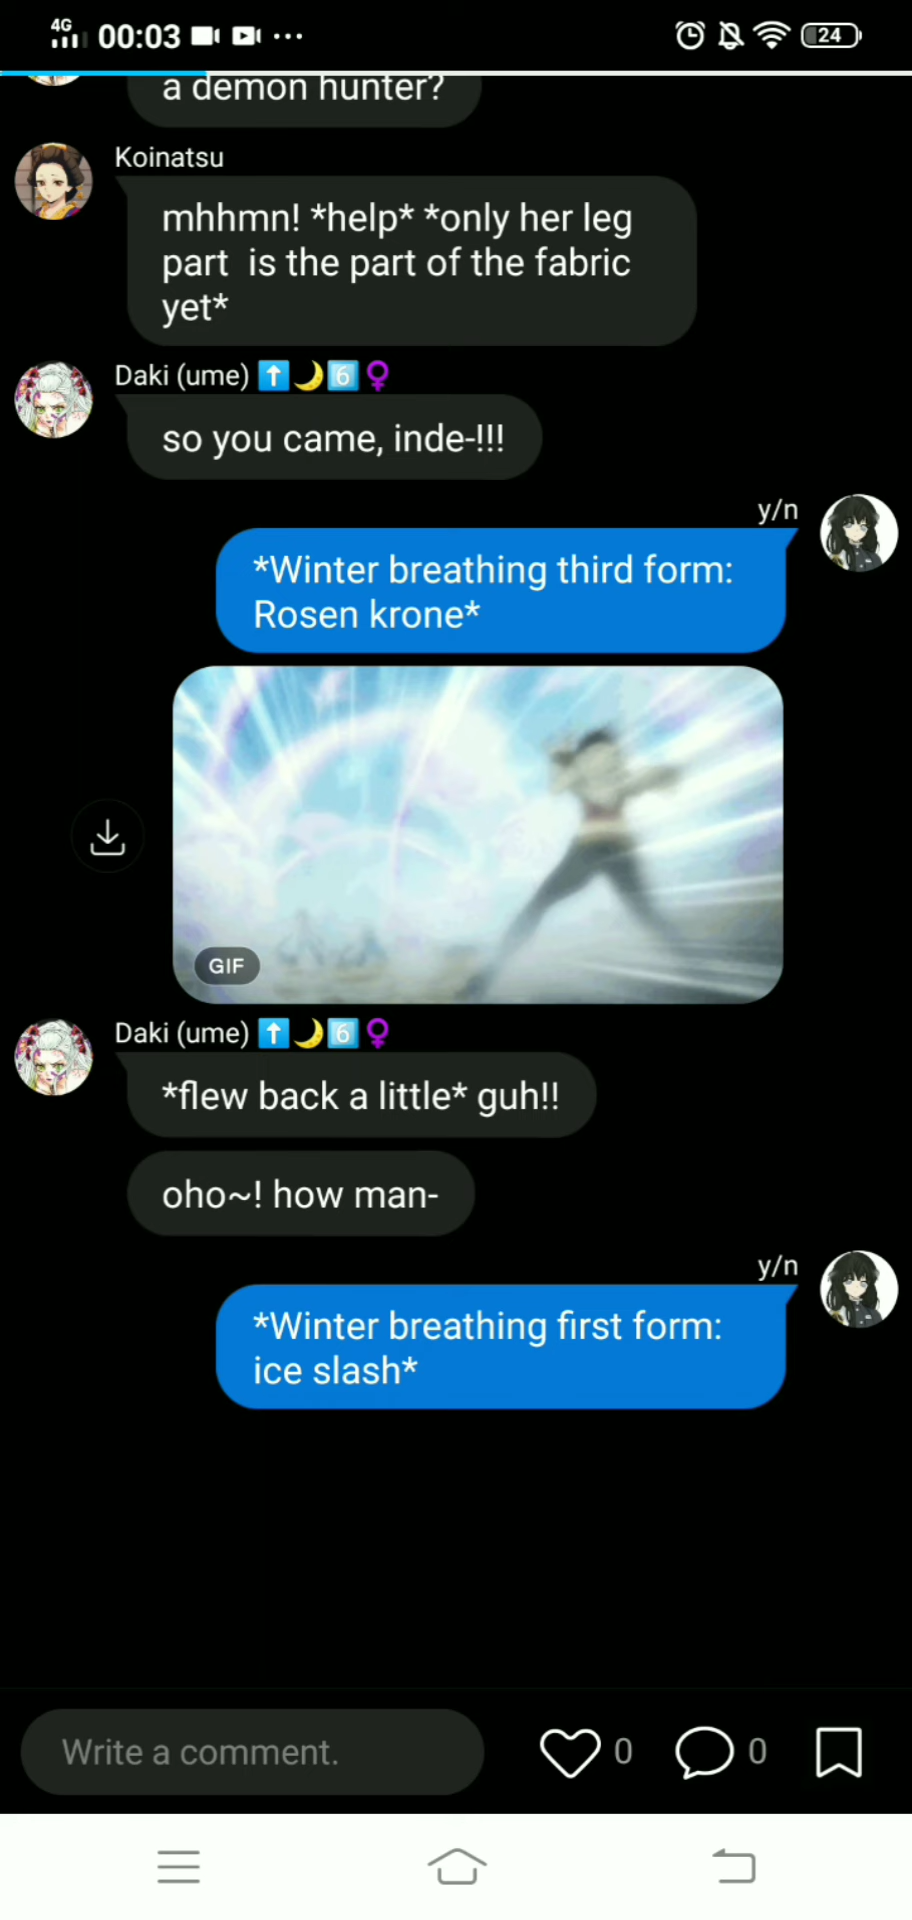 4G 00:03 24
a demon hunter?
Koinatsu
mhhmn! *help* *only her leg
part  is the part of the fabric
yet*
Daki (ume) ⬆️🌙6️⃣♀️
so you came, inde-!!!
y/n
*Winter breathing third form:
Rosen krone*
GIF
Daki (ume) ⬆️🌙6️⃣♀️
*flew back a little* guh!!
oho~! how man-
y/n
*Winter breathing first form:
ice slash*
Write a comment. 0 0